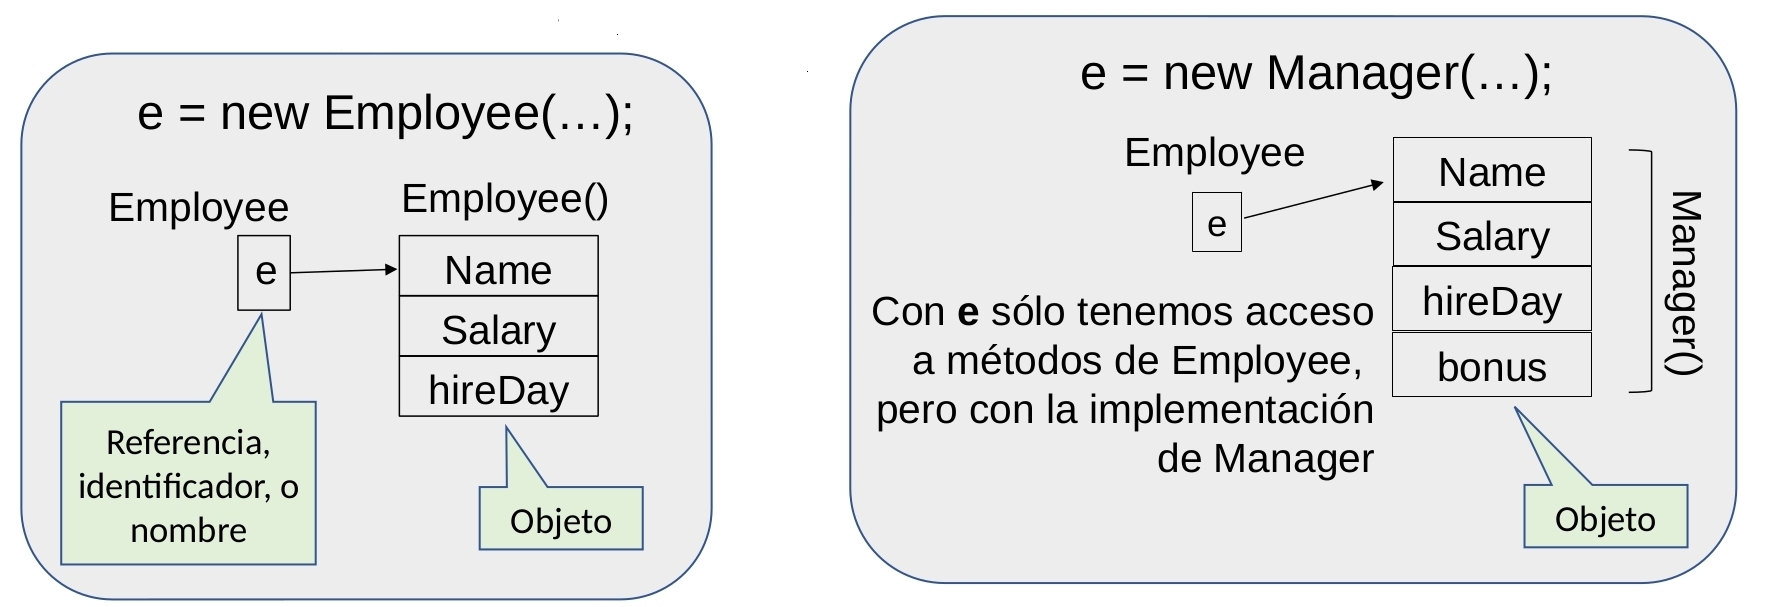 e = new Employee(…);
Employee
Employee()
e
Name
Salary
hireDay
Referencia,
identificador, o
nombre
Objeto
e = new Manager(…);
Employee
e
Name
Salary
hireDay
bonus
Manager()
Con e sólo tenemos acceso
a métodos de Employee,
pero con la implementación
de Manager
Objeto